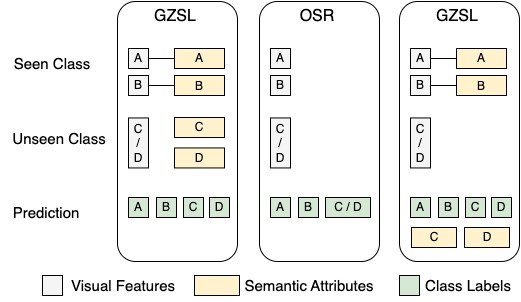 GZSL OSR GZSL
Seen Class A A A A A
B B B B B
Unseen Class C / D C D C / D C / D
Prediction A B C D A B C / D A B C D
C D
Visual Features Semantic Attributes Class Labels